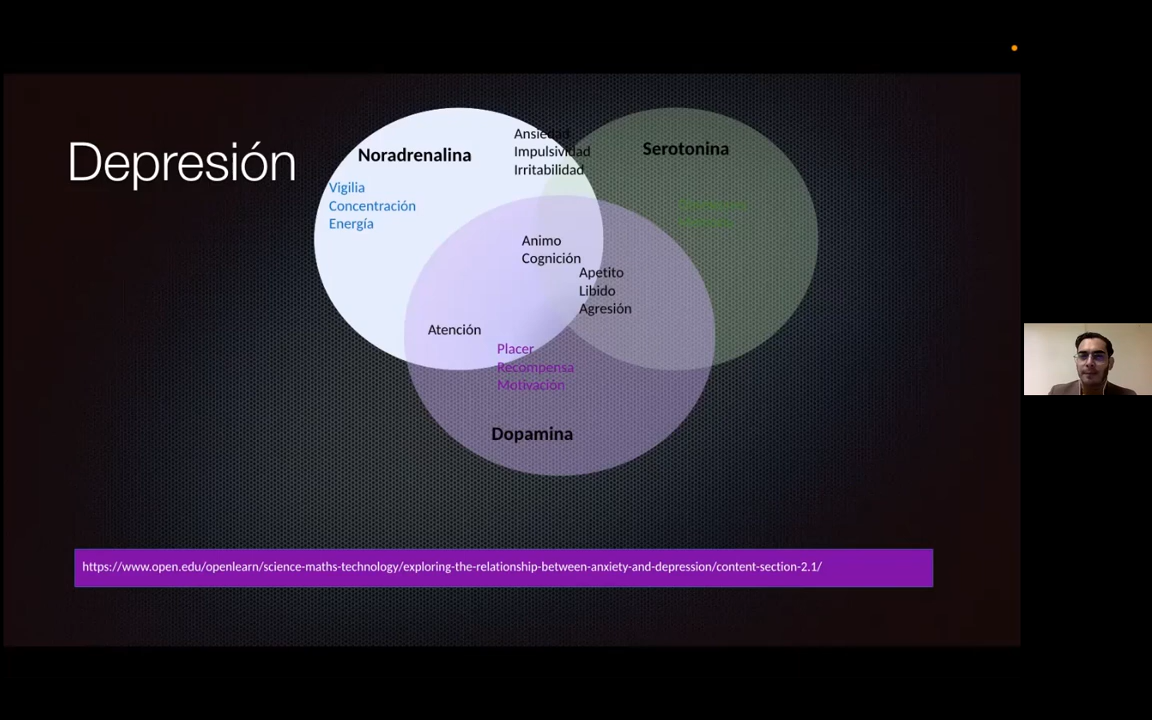 Depresión
Noradrenalina
Vigilia
Concentración
Energía
Ansiedad
Impulsividad
Irritabilidad
Serotonina
Animo
Cognición
Apetito
Libido
Agresión
Atención
Placer
Recompensa
Motivación
Dopamina
https://www.open.edu/openlearn/science-maths-technology/exploring-the-relationship-between-anxiety-and-depression/content-section-2.1/